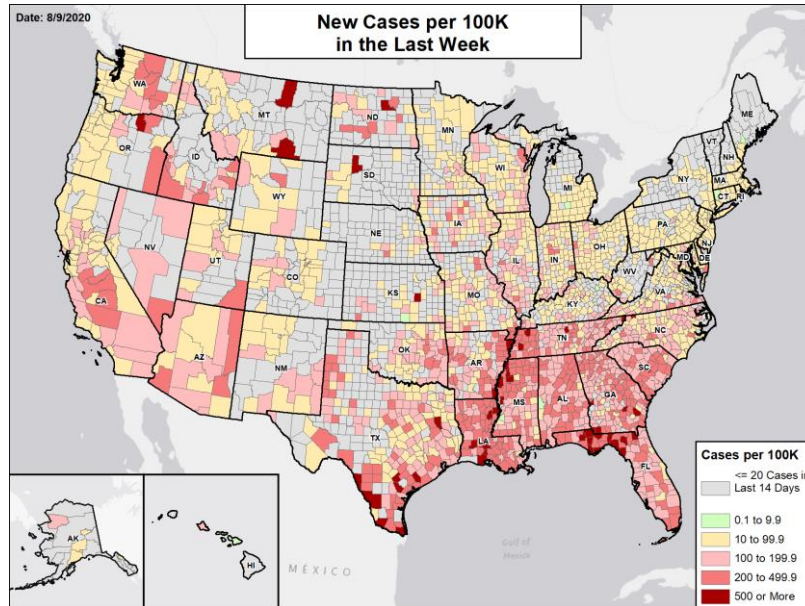 Date: 8/9/2020
New Cases per 100K
in the Last Week
WA
OR
ID
MT
ND
MN
SD
WY
NV
UT
CO
NE
IA
WI
MI
IL
IN
OH
PA
NY
VT
NH
ME
MA
CT
RI
NJ
DE
MD
WV
VA
KY
MO
KS
CA
AZ
NM
OK
AR
TN
NC
SC
MS
AL
GA
LA
TX
FL
AK
HI
MÉXICO
Gulf of
Mexico
Cases per 100K
<= 20 Cases in
Last 14 Days
0.1 to 9.9
10 to 99.9
100 to 199.9
200 to 499.9
500 or More